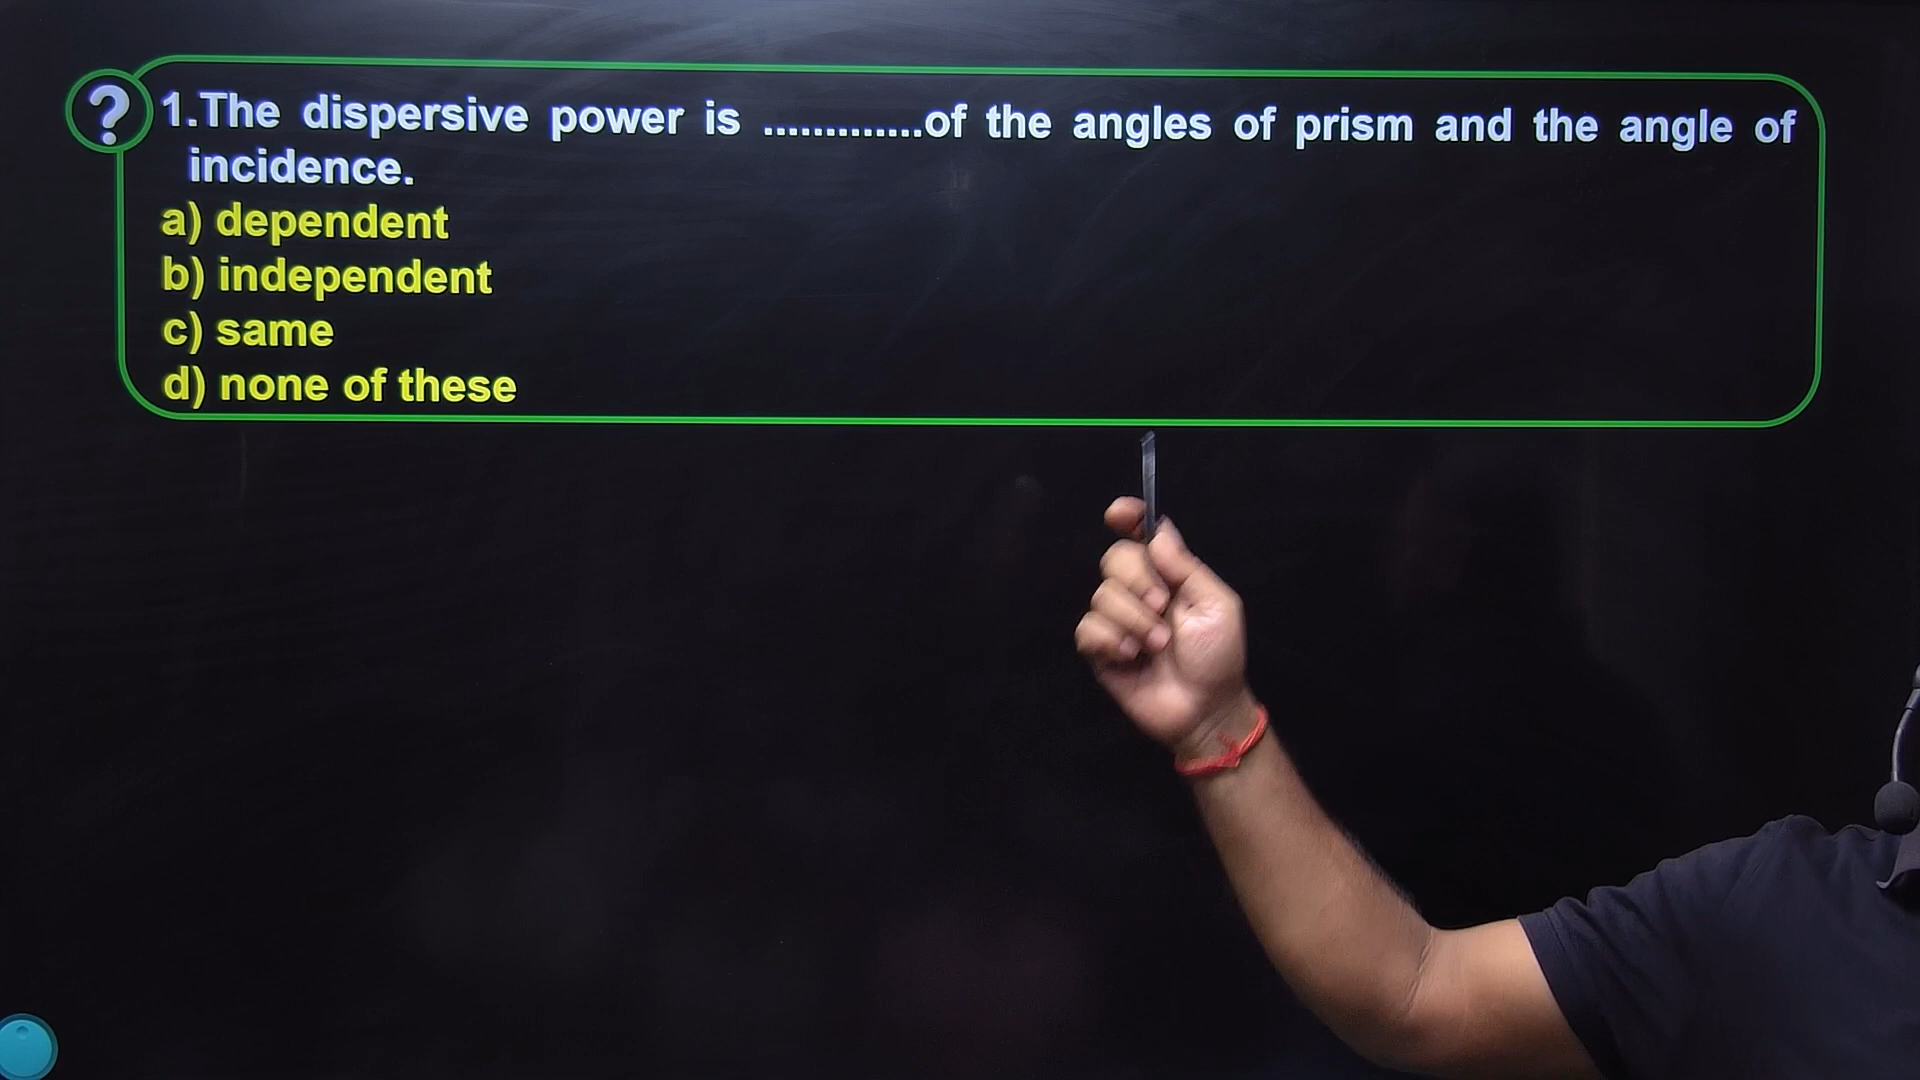 ?
1.The dispersive power is .............of the angles of prism and the angle of
incidence.
a) dependent
b) independent
c) same
d) none of these